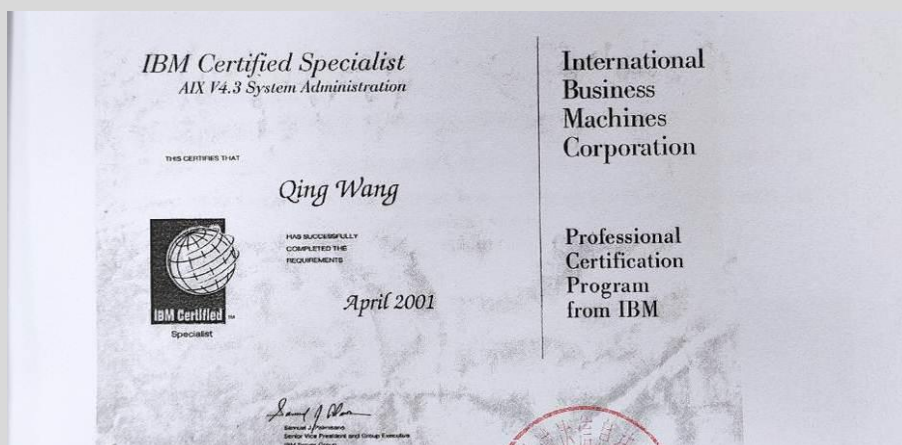 IBM Certified Specialist
AIX V4.3 System Administration
THIS CERTIFIES THAT
Qing Wang
HAS SUCCESSFULLY
COMPLETED THE
REQUIREMENTS
April 2001
IBM Certified
Specialist
International
Business
Machines
Corporation
Professional
Certification
Program
from IBM
Samuel J. Palmisano
Senior Vice President and Group Executive